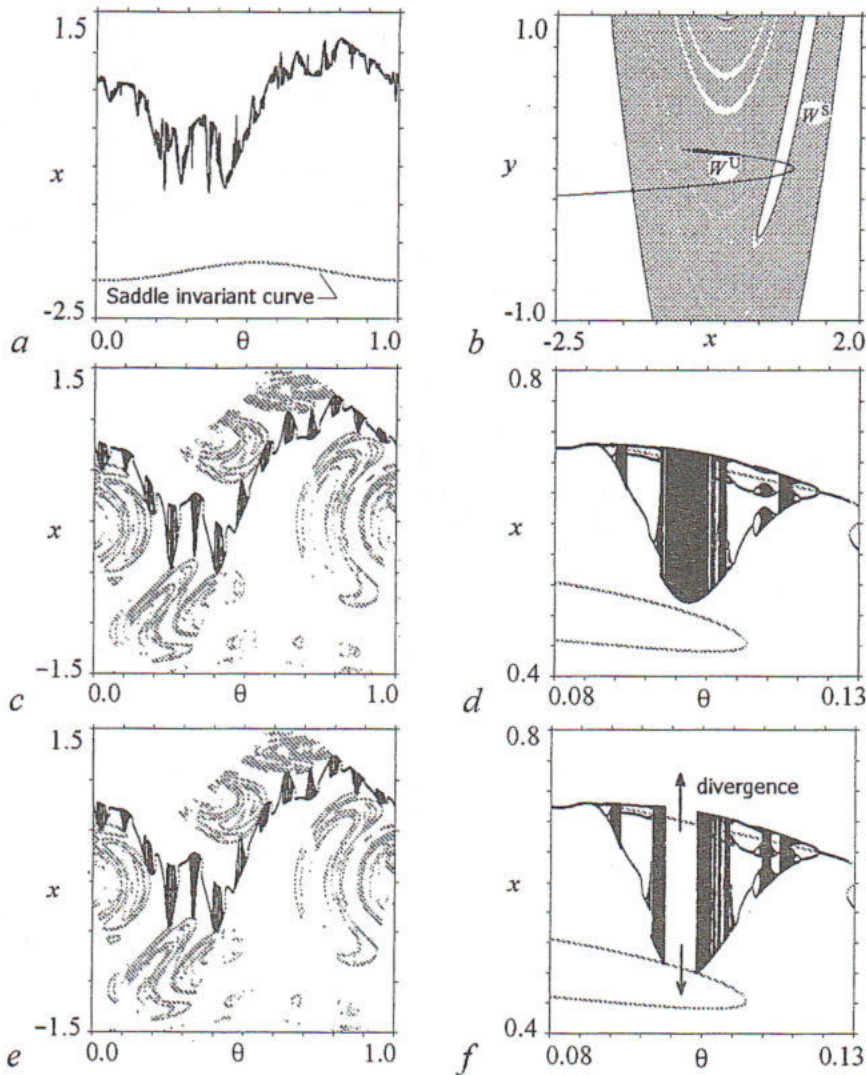 1.5
x
Saddle invariant curve
-2.5
0.0 θ 1.0
a
1.0
y
W^U
W^S
-1.0
-2.5 x 2.0
b
1.5
x
-1.5
0.0 θ 1.0
c
0.8
x
0.4
0.08 θ 0.13
d
1.5
x
-1.5
0.0 θ 1.0
e
0.8
divergence
x
0.4
0.08 θ 0.13
f